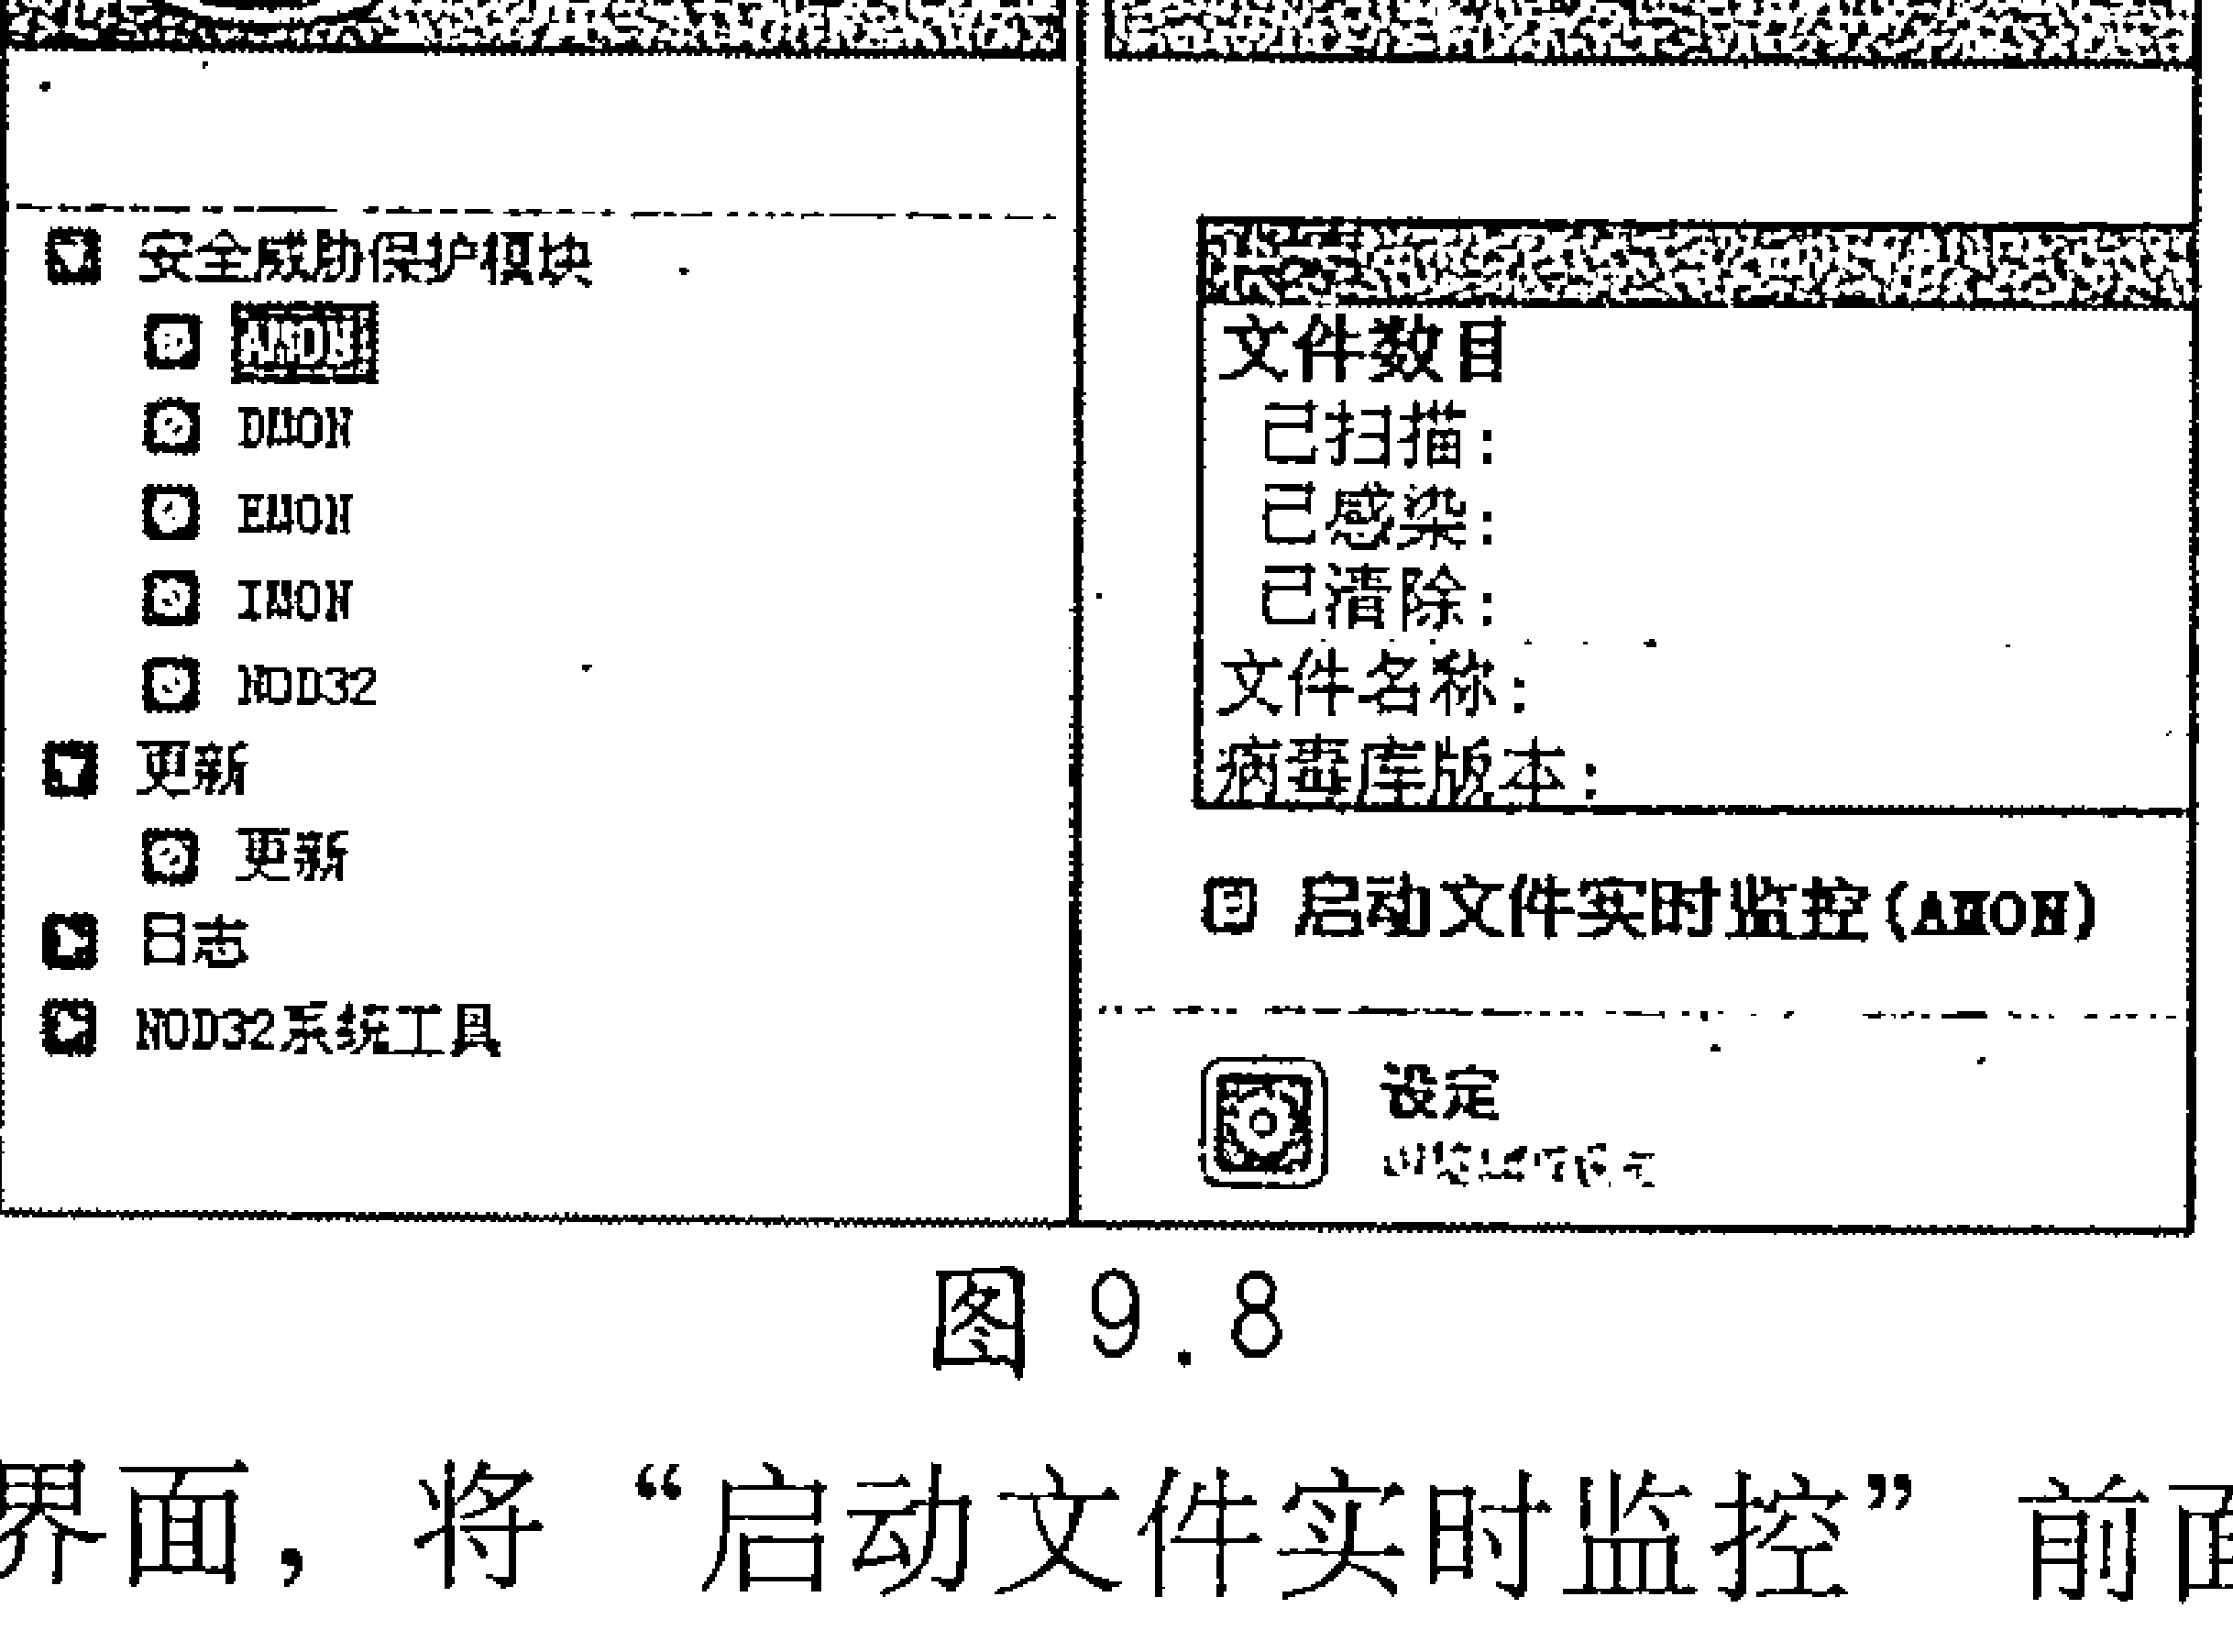 安全威胁保护模块
AMON
DMON
EMON
IMON
NOD32
更新
更新
日志
NOD32系统工具
文件数目
已扫描:
已感染:
已清除:
文件名称:
病毒库版本:
启动文件实时监控(AMON)
设定
图 9.8
界面，将“启动文件实时监控”前面